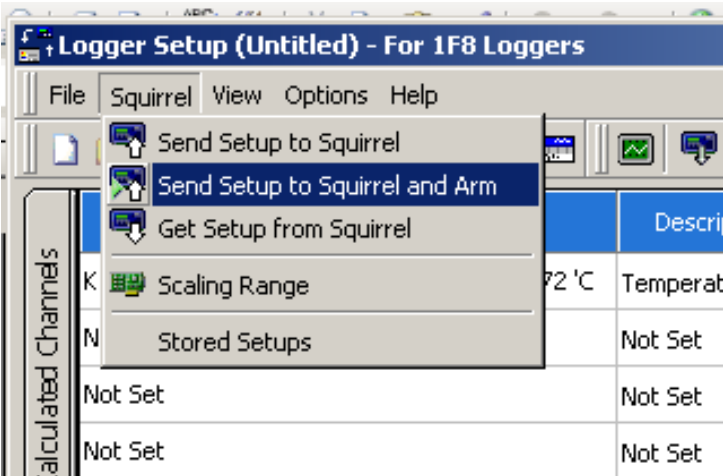 Logger Setup (Untitled) - For 1F8 Loggers
File Squirrel View Options Help
Send Setup to Squirrel
Send Setup to Squirrel and Arm
Get Setup from Squirrel
Scaling Range
Stored Setups
Descrip
K 72 'C Temperat
N Not Set
Not Set Not Set
Not Set Not Set
alculated Channels